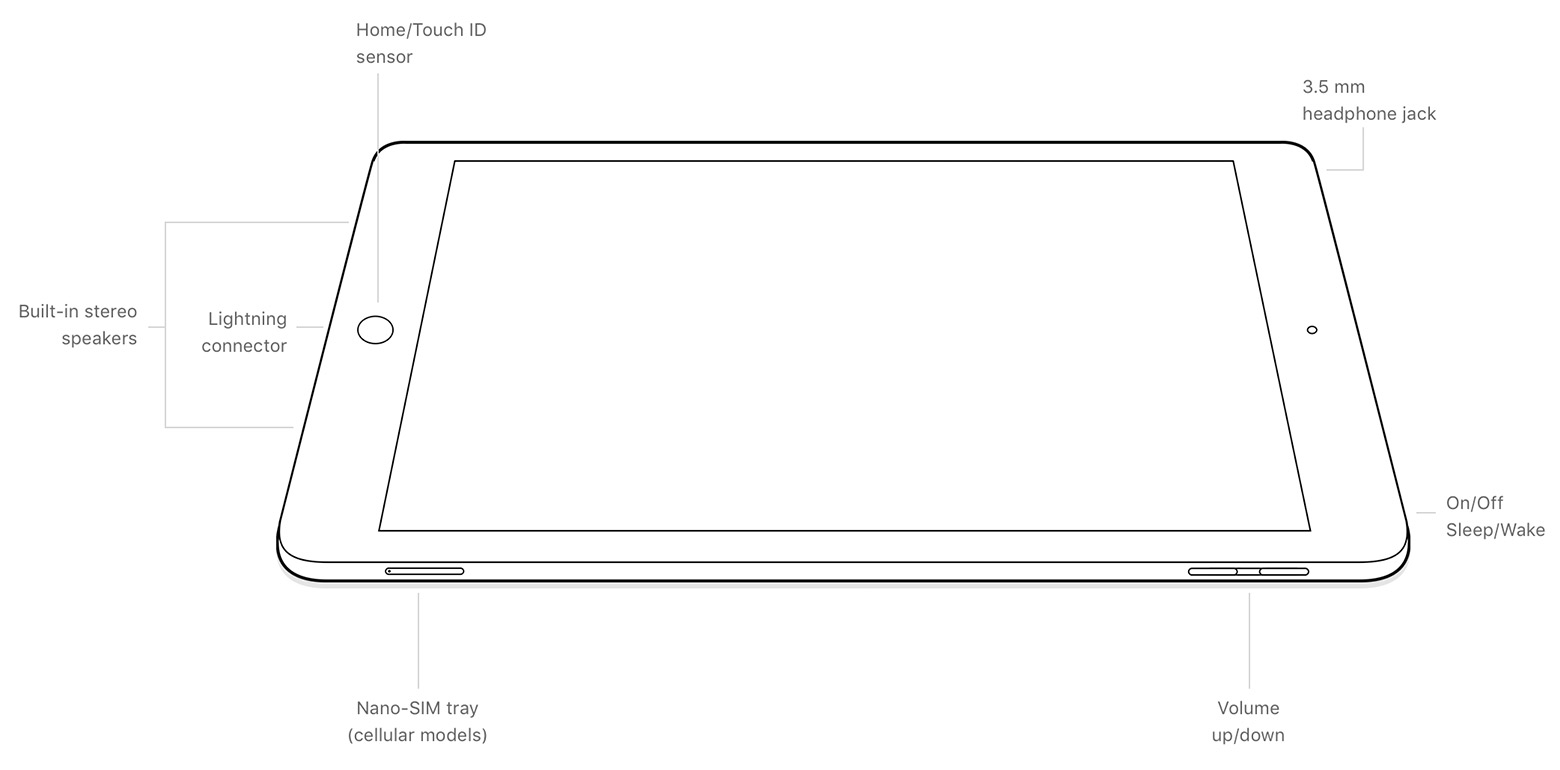 Home/Touch ID
sensor
3.5 mm
headphone jack
Built-in stereo
speakers
Lightning
connector
On/Off
Sleep/Wake
Nano-SIM tray
(cellular models)
Volume
up/down